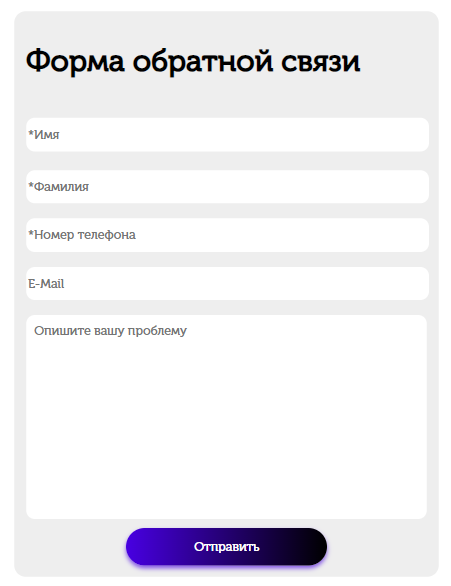 Форма обратной связи
*Имя
*Фамилия
*Номер телефона
E-Mail
Опишите вашу проблему
Отправить